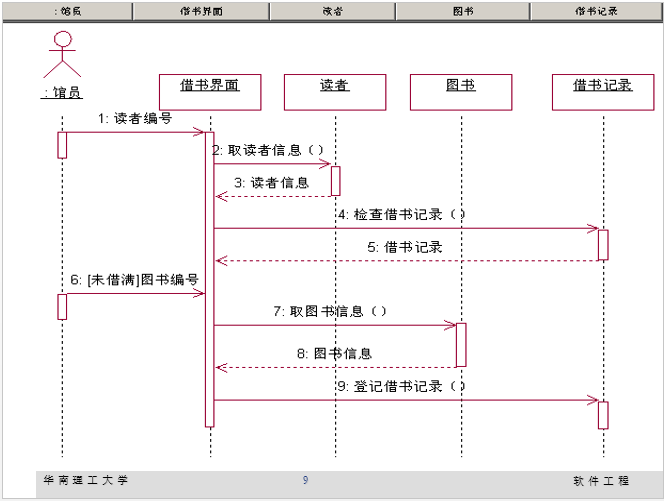 : 馆员
借书界面
读者
图书
借书记录
: 馆员
借书界面
读者
图书
借书记录
1: 读者编号
2: 取读者信息（）
3: 读者信息
4: 检查借书记录（）
5: 借书记录
6: [未借满]图书编号
7: 取图书信息（）
8: 图书信息
9: 登记借书记录（）
华南理工大学
9
软件工程